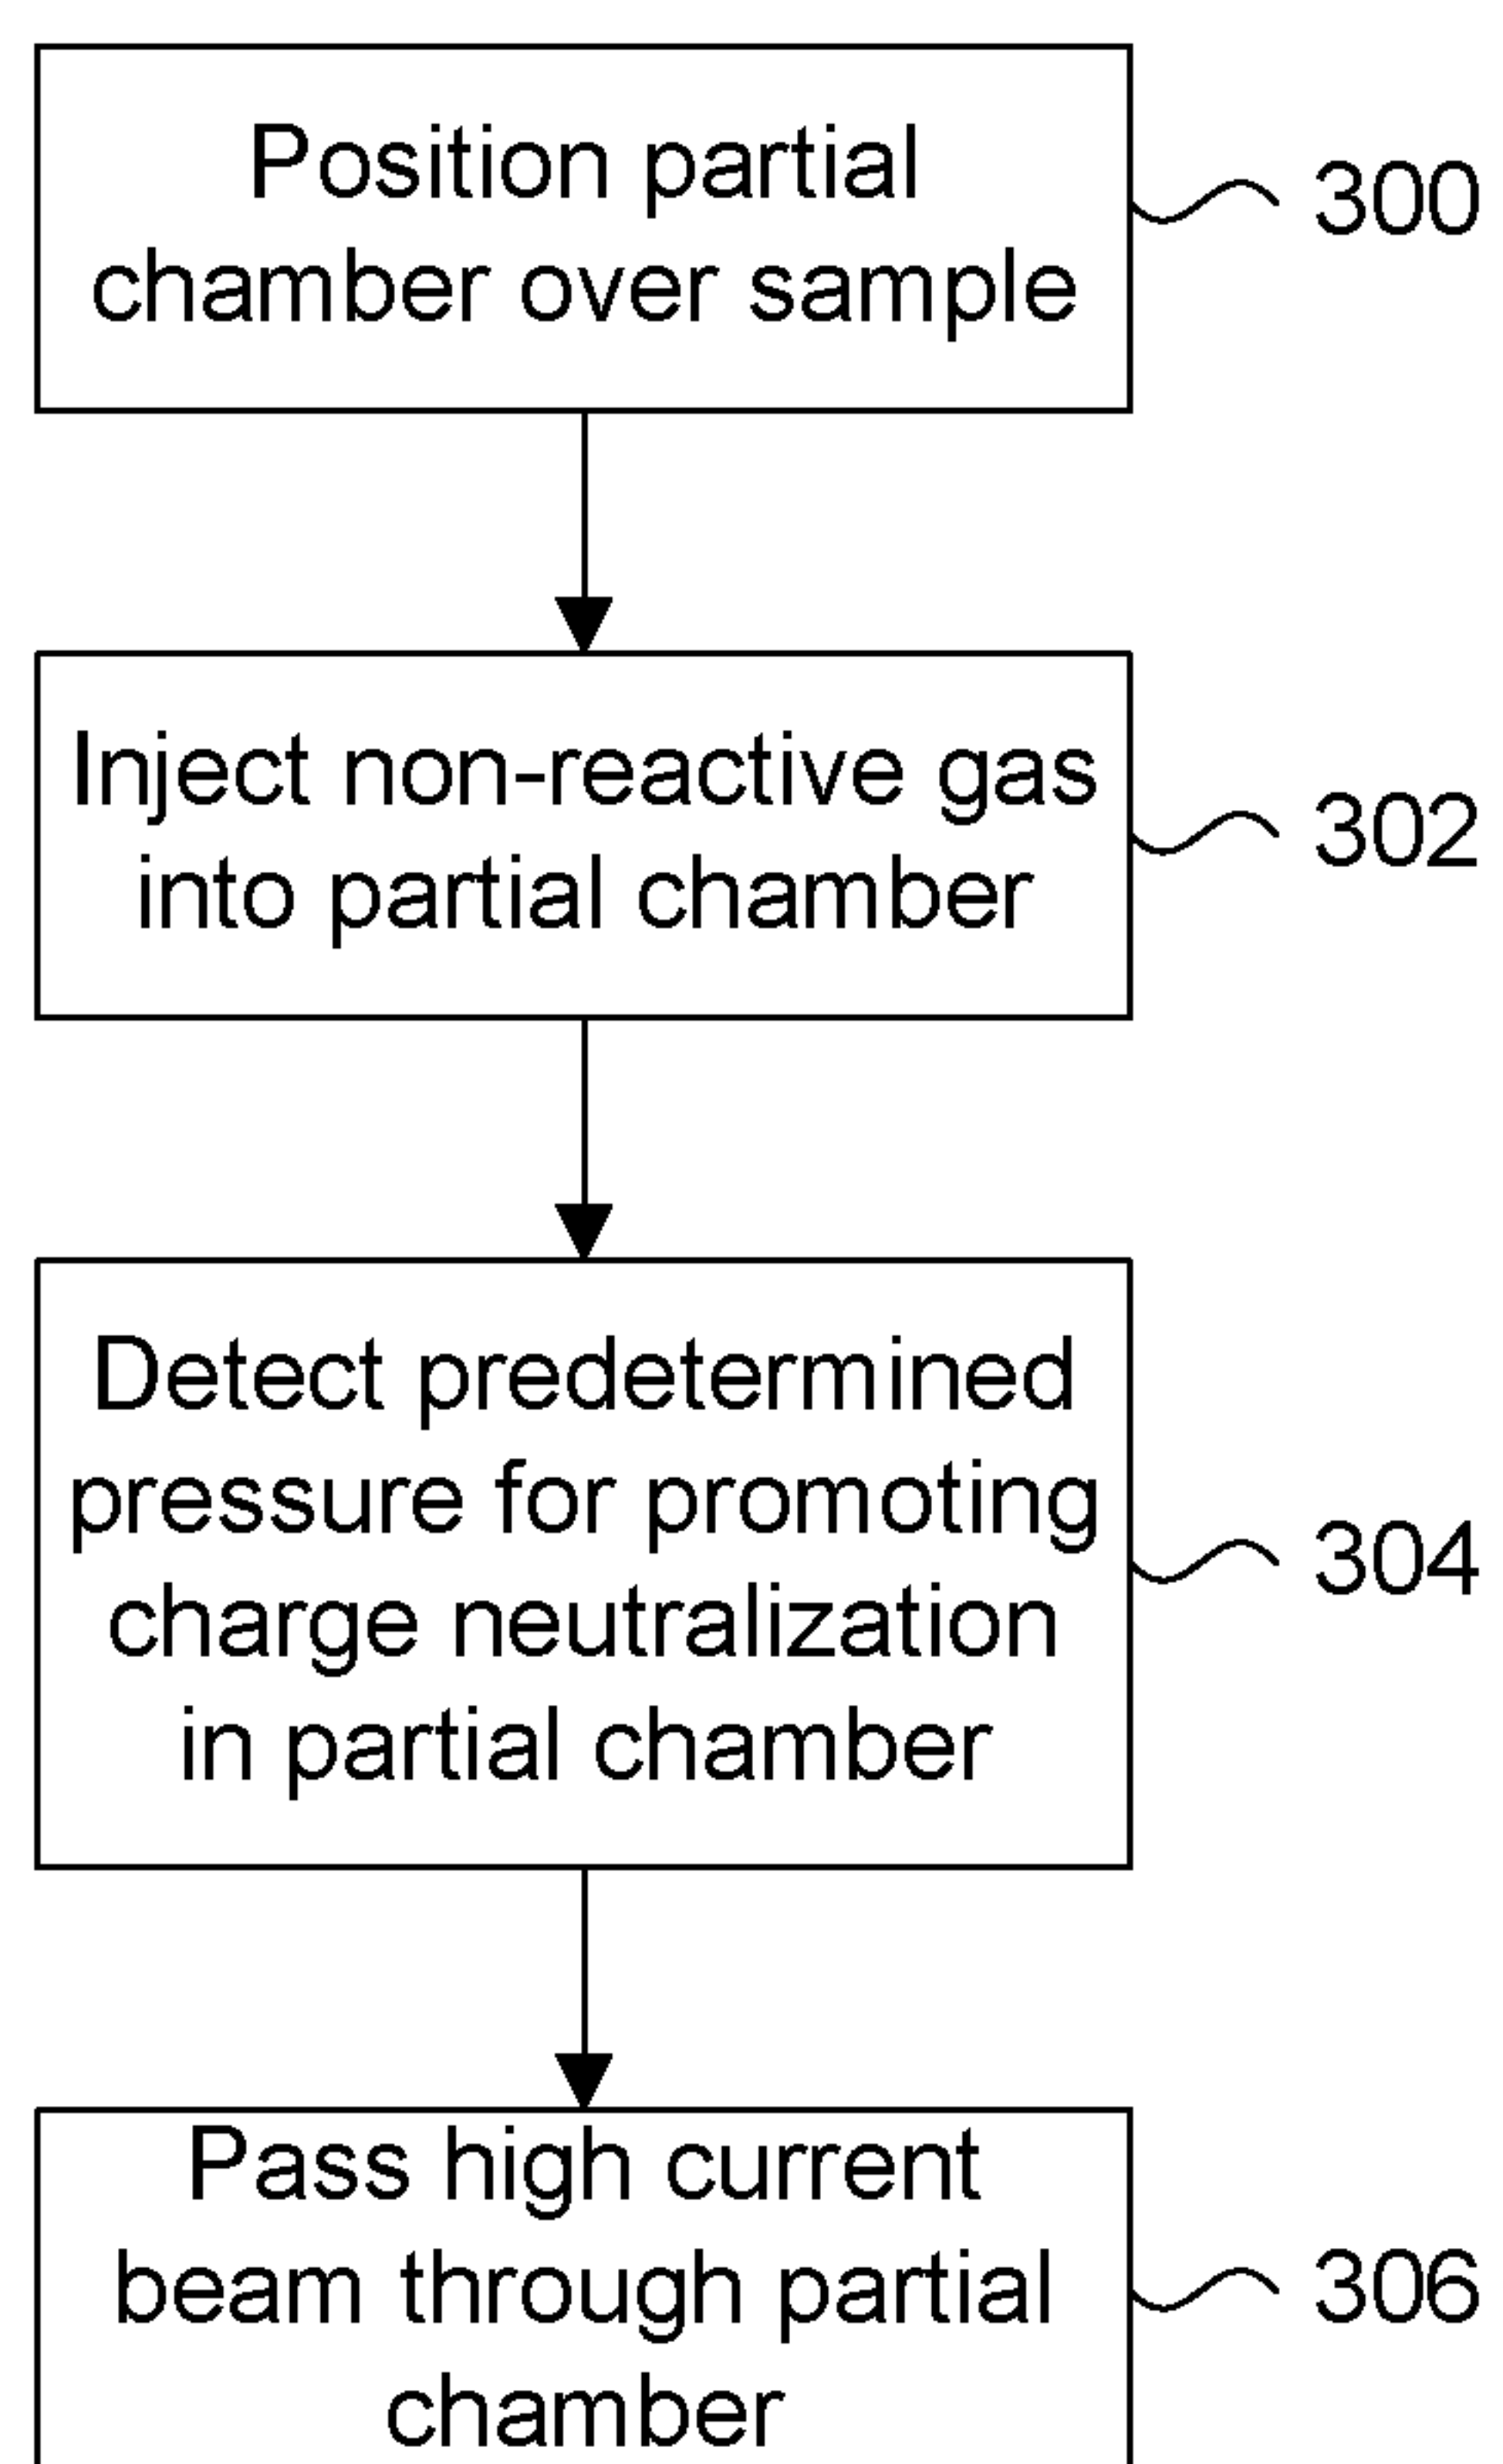 Position partial
chamber over sample
300
Inject non-reactive gas
into partial chamber
302
Detect predetermined
pressure for promoting
charge neutralization
in partial chamber
304
Pass high current
beam through partial
chamber
306